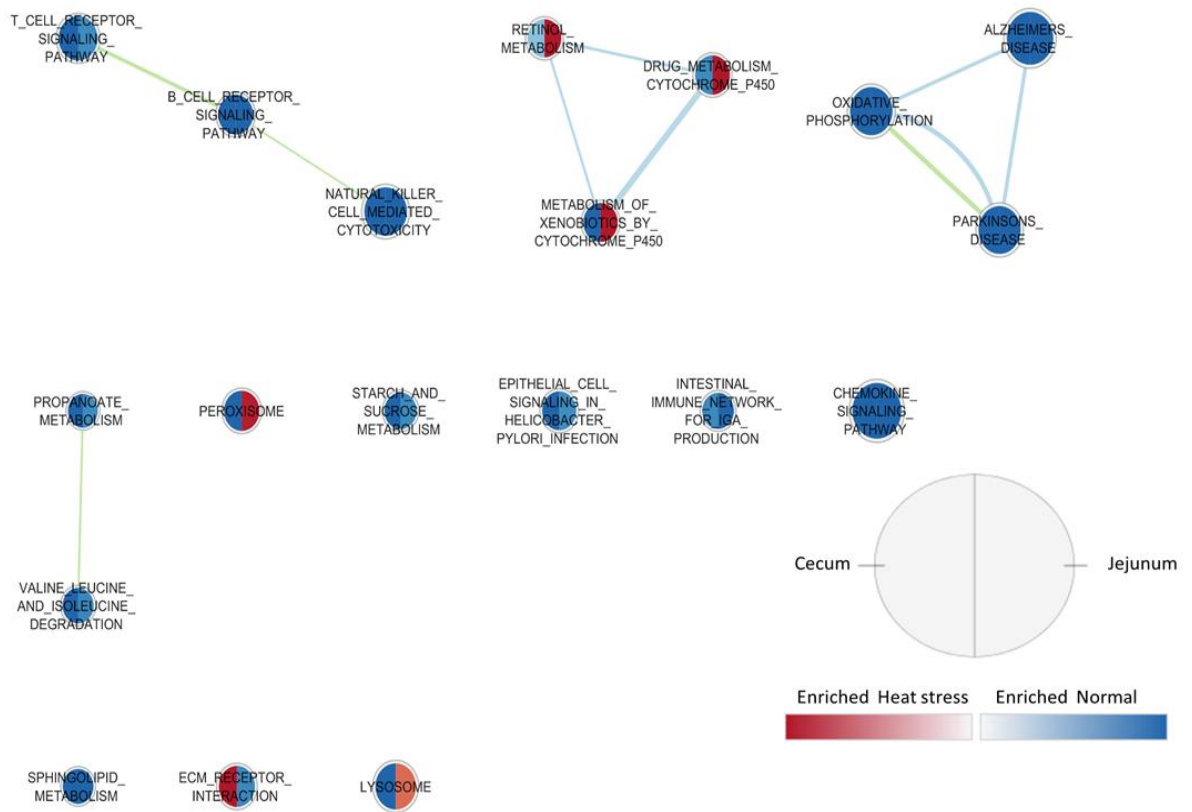 T_CELL_RECEPTOR_
SIGNALING_
PATHWAY
B_CELL_RECEPTOR_
SIGNALING_
PATHWAY
NATURAL_KILLER_
CELL_MEDIATED_
CYTOTOXICITY
RETINOL_
METABOLISM
DRUG_METABOLISM_
CYTOCHROME_P450
METABOLISM_OF_
XENOBIOTICS_BY_
CYTOCHROME_P450
ALZHEIMERS_
DISEASE
OXIDATIVE_
PHOSPHORYLATION
PARKINSONS_
DISEASE
PROPANOATE_
METABOLISM
PEROXISOME
STARCH_AND_
SUCROSE_
METABOLISM
EPITHELIAL_CELL_
SIGNALING_IN_
HELICOBACTER_
PYLORI_INFECTION
INTESTINAL_
IMMUNE_NETWORK_
FOR_IGA_
PRODUCTION
CHEMOKINE_
SIGNALING_
PATHWAY
VALINE_LEUCINE_
AND_ISOLEUCINE_
DEGRADATION
Cecum
Jejunum
Enriched Heat stress
Enriched Normal
SPHINGOLIPID_
METABOLISM
ECM_RECEPTOR_
INTERACTION
LYSOSOME